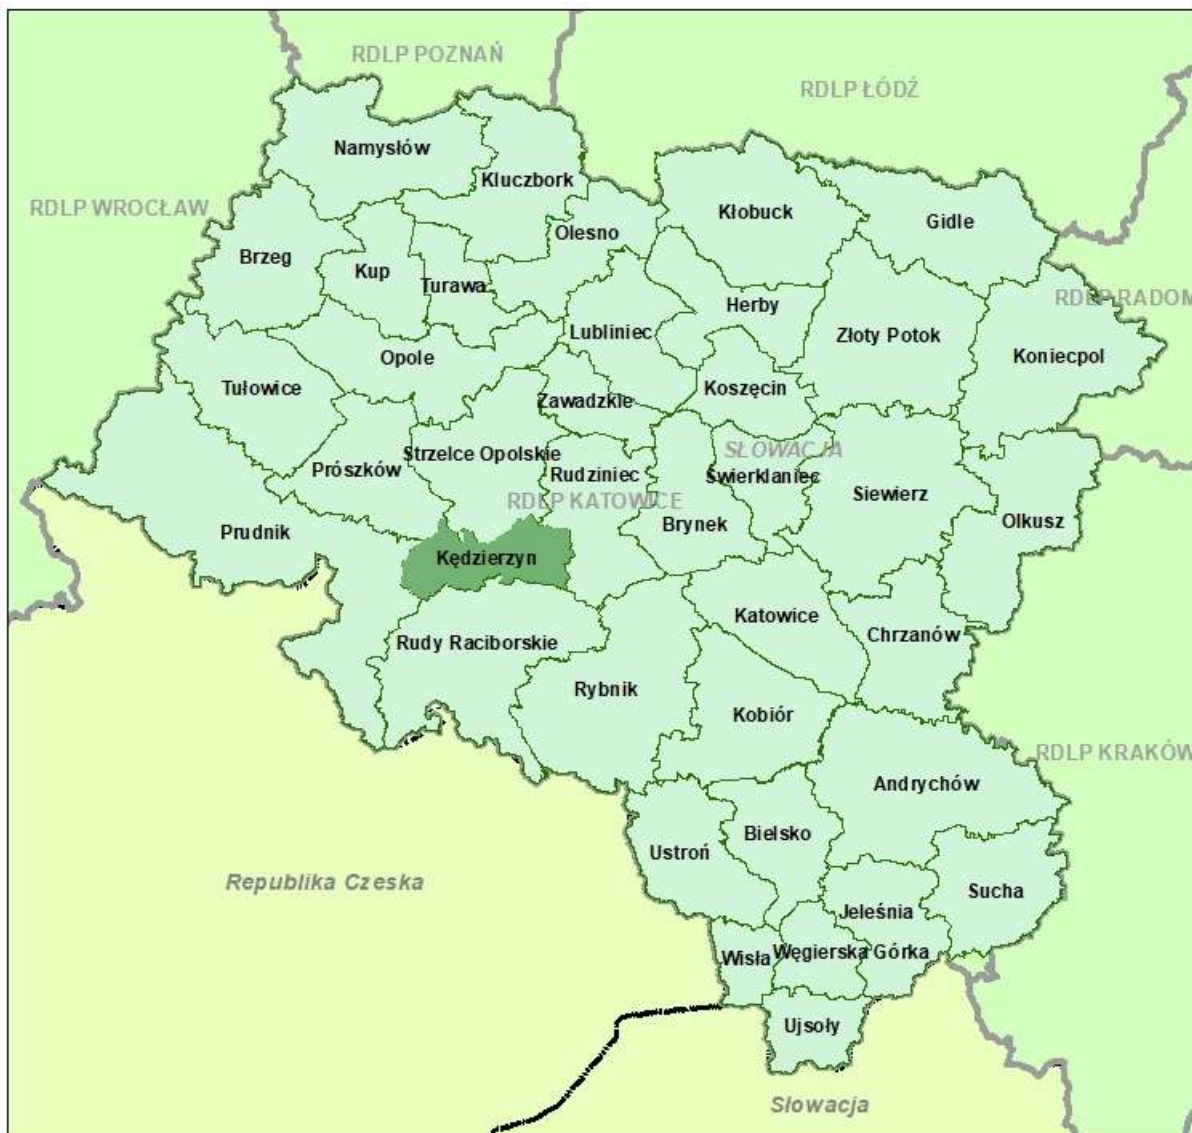 RDLP POZNAŃ
RDLP ŁÓDŹ
Namysłów
Kluczbork
RDLP WROCŁAW
Kłobuck
Gidle
Olesno
Brzeg
Kup
Turawa
RDLP RADOM
Herby
Lubliniec
Złoty Potok
Koniecpol
Opole
Tułowice
Koszęcin
Zawadzkie
SŁOWACJA
Strzelce Opolskie
Prószków
Rudziniec
Świerklaniec
Siewierz
RDLP KATOWICE
Olkusz
Prudnik
Brynek
Kędzierzyn
Katowice
Chrzanów
Rudy Raciborskie
Rybnik
Kobiór
RDLP KRAKÓW
Andrychów
Bielsko
Ustroń
Republika Czeska
Sucha
Jeleśnia
Wisła
Węgierska Górka
Ujsoły
Słowacja